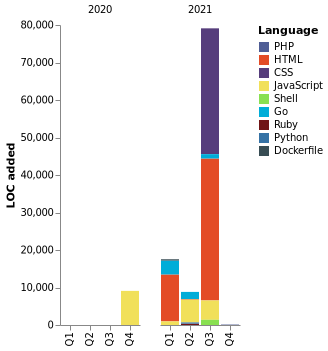 2020 2021
Language
PHP
HTML
CSS
JavaScript
Shell
Go
Ruby
Python
Dockerfile
LOC added
80,000
70,000
60,000
50,000
40,000
30,000
20,000
10,000
0
Q1 Q2 Q3 Q4 Q1 Q2 Q3 Q4